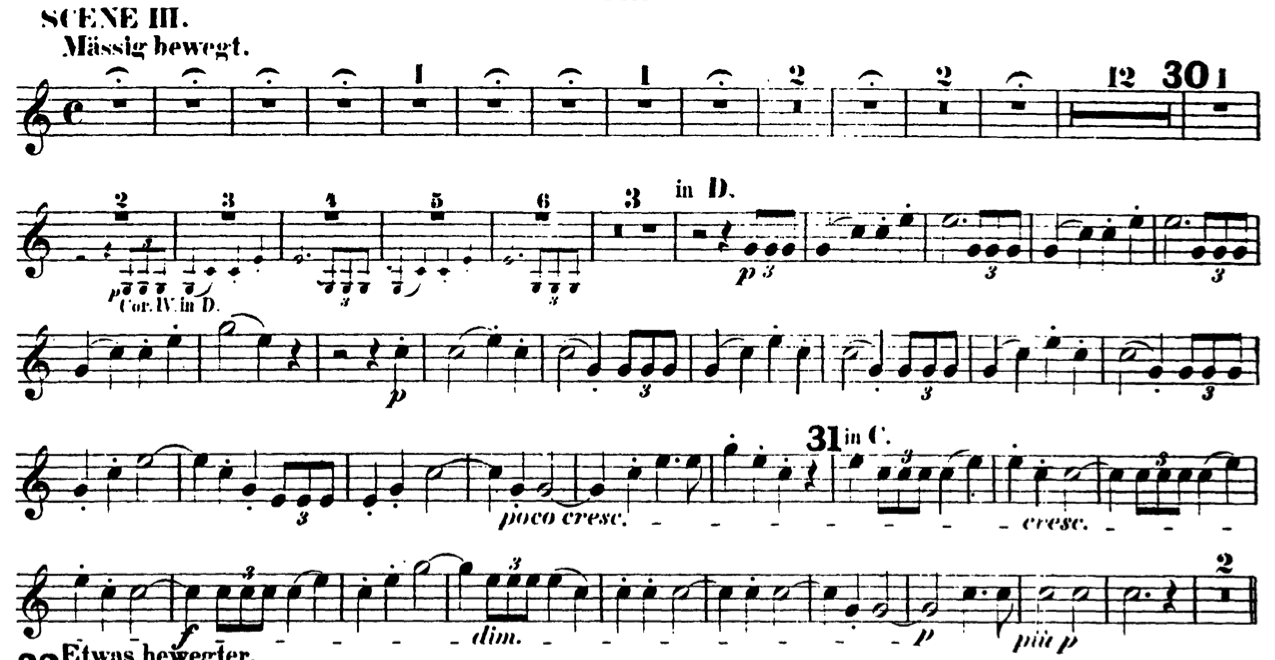 SCENE III.
Mässig bewegt.
1 1 2 2 12 30 1
2 3 4 5 6 3 in D.
3 3 3 p 3 3 3
p Cor. IV. in D.
p 3 3 3
31 in C.
3 3 3
poco cresc. cresc.
3 3 2
f dim. p più p
Etwas bewegter.